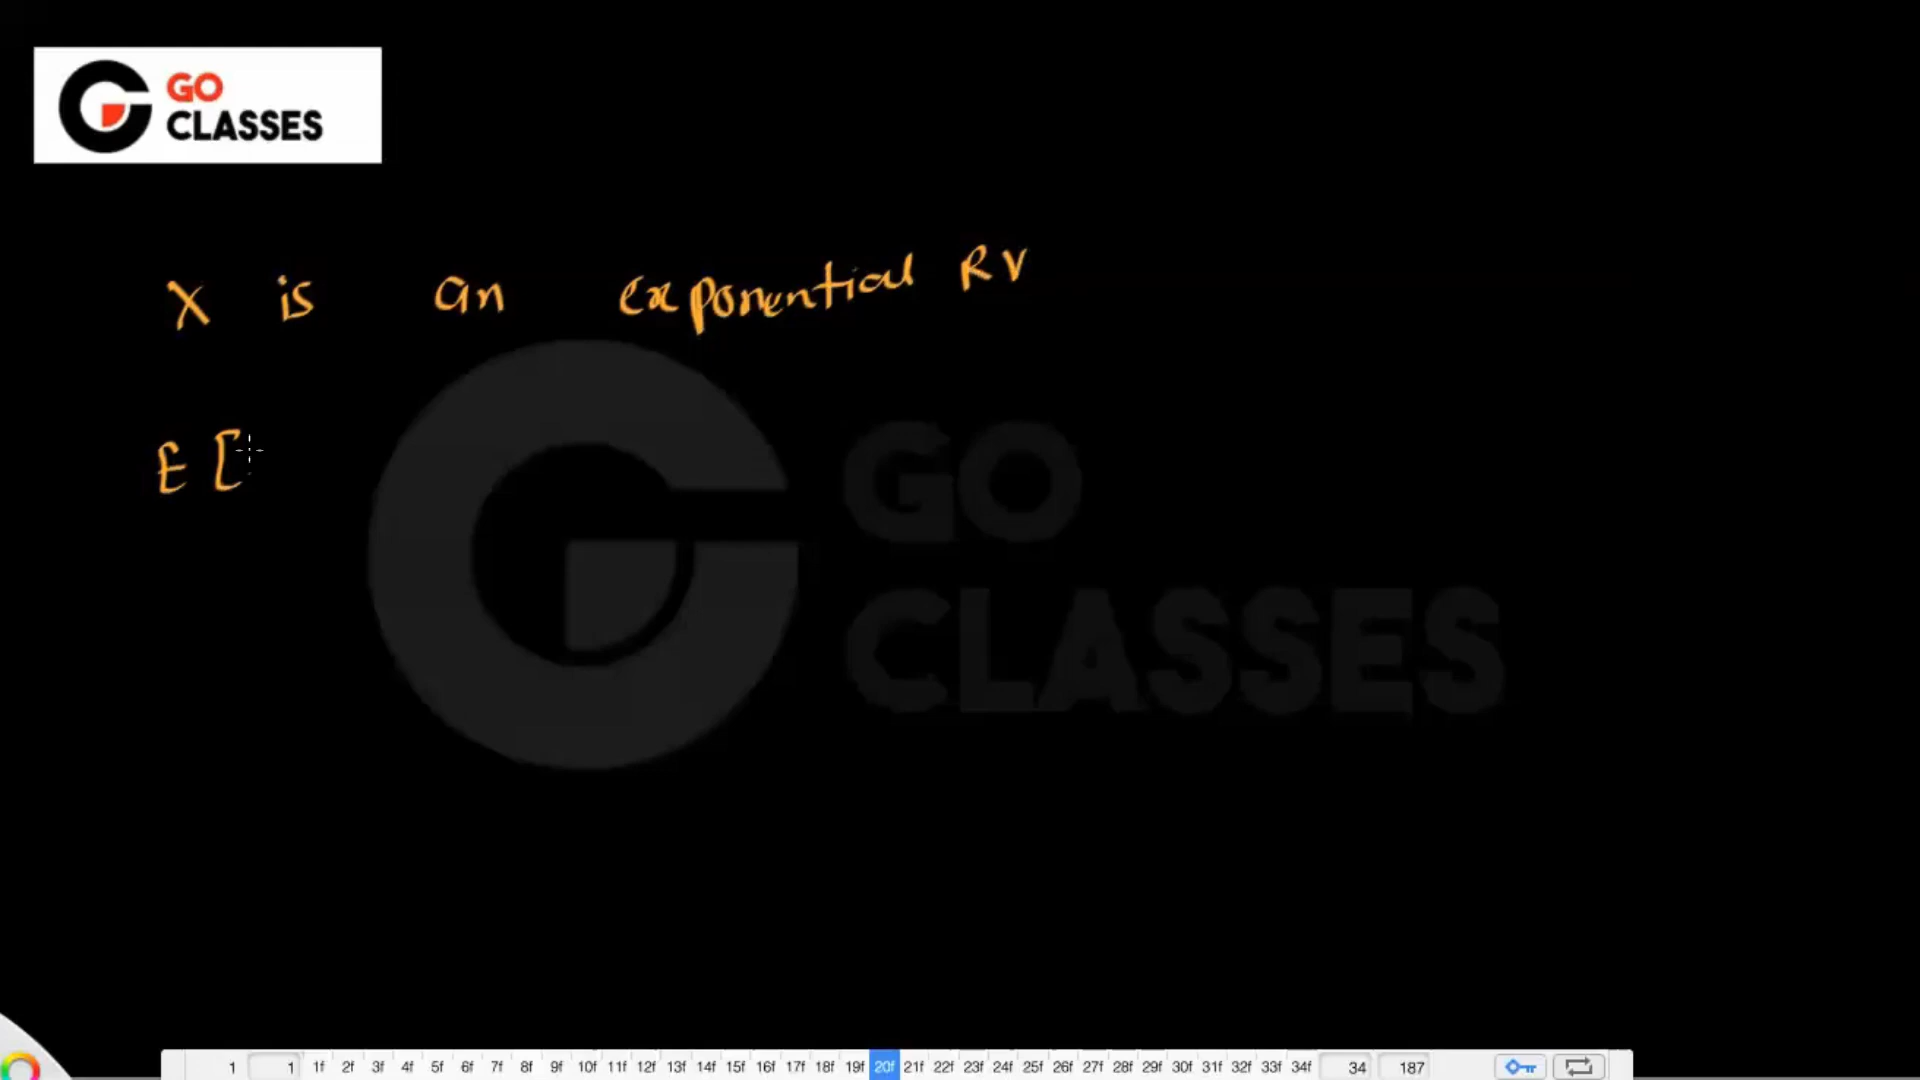 GO
CLASSES
X is an exponential RV
E [
GO
CLASSES
1 1 1f 2f 3f 4f 5f 6f 7f 8f 9f 10f 11f 12f 13f 14f 15f 16f 17f 18f 19f 20f 21f 22f 23f 24f 25f 26f 27f 28f 29f 30f 31f 32f 33f 34f 34 187